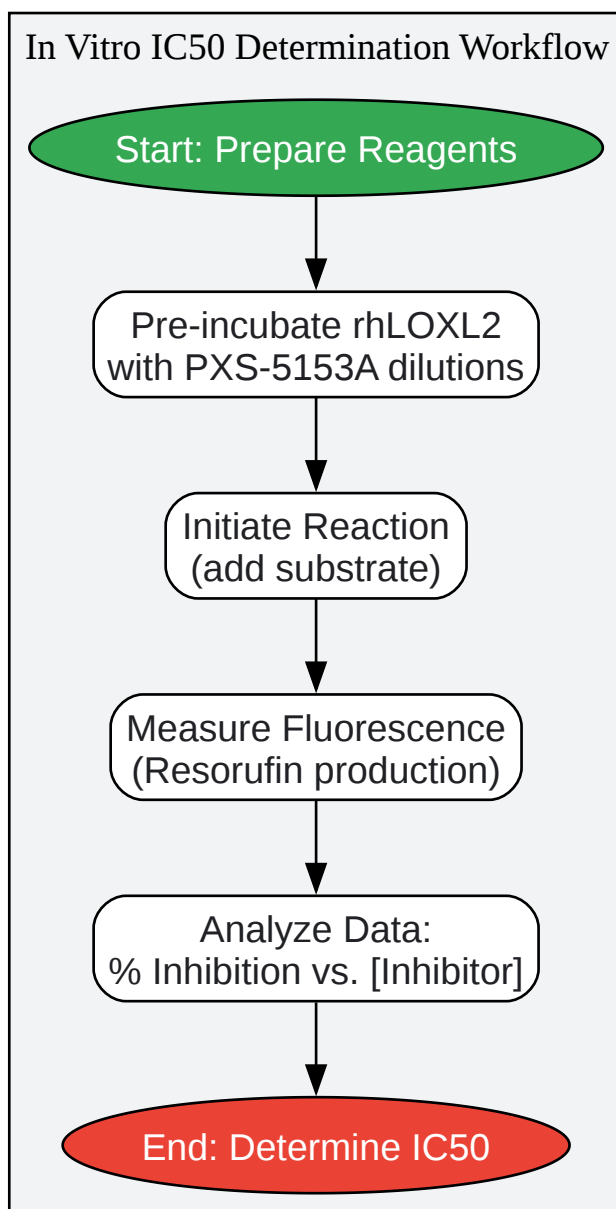 In Vitro IC50 Determination Workflow
Start: Prepare Reagents
Pre-incubate rhLOXL2
with PXS-5153A dilutions
Initiate Reaction
(add substrate)
Measure Fluorescence
(Resorufin production)
Analyze Data:
% Inhibition vs. [Inhibitor]
End: Determine IC50